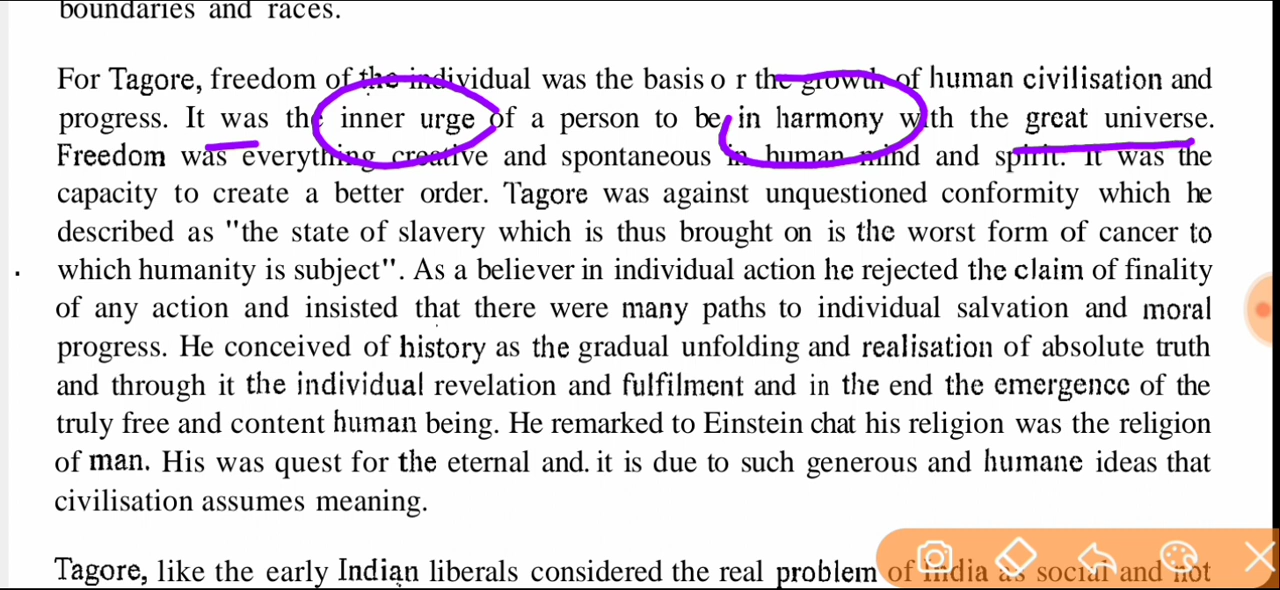 boundaries and races.
For Tagore, freedom of the individual was the basis o r the growth of human civilisation and
progress. It was the inner urge of a person to be in harmony with the great universe.
Freedom was everything creative and spontaneous in human mind and spirit. It was the
capacity to create a better order. Tagore was against unquestioned conformity which he
described as "the state of slavery which is thus brought on is the worst form of cancer to
which humanity is subject". As a believer in individual action he rejected the claim of finality
of any action and insisted that there were many paths to individual salvation and moral
progress. He conceived of history as the gradual unfolding and realisation of absolute truth
and through it the individual revelation and fulfilment and in the end the emergence of the
truly free and content human being. He remarked to Einstein chat his religion was the religion
of man. His was quest for the eternal and. it is due to such generous and humane ideas that
civilisation assumes meaning.
Tagore, like the early Indian liberals considered the real problem of India as social and not